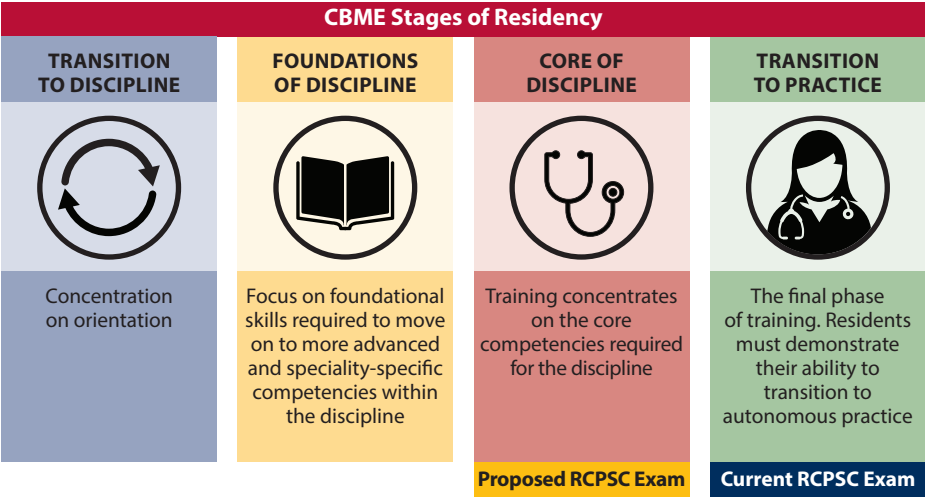 CBME Stages of Residency
TRANSITION
TO DISCIPLINE
Concentration
on orientation
FOUNDATIONS
OF DISCIPLINE
Focus on foundational
skills required to move
on to more advanced
and speciality-specific
competencies within
the discipline
CORE OF
DISCIPLINE
Training concentrates
on the core
competencies required
for the discipline
Proposed RCPSC Exam
TRANSITION
TO PRACTICE
The final phase
of training. Residents
must demonstrate
their ability to
transition to
autonomous practice
Current RCPSC Exam